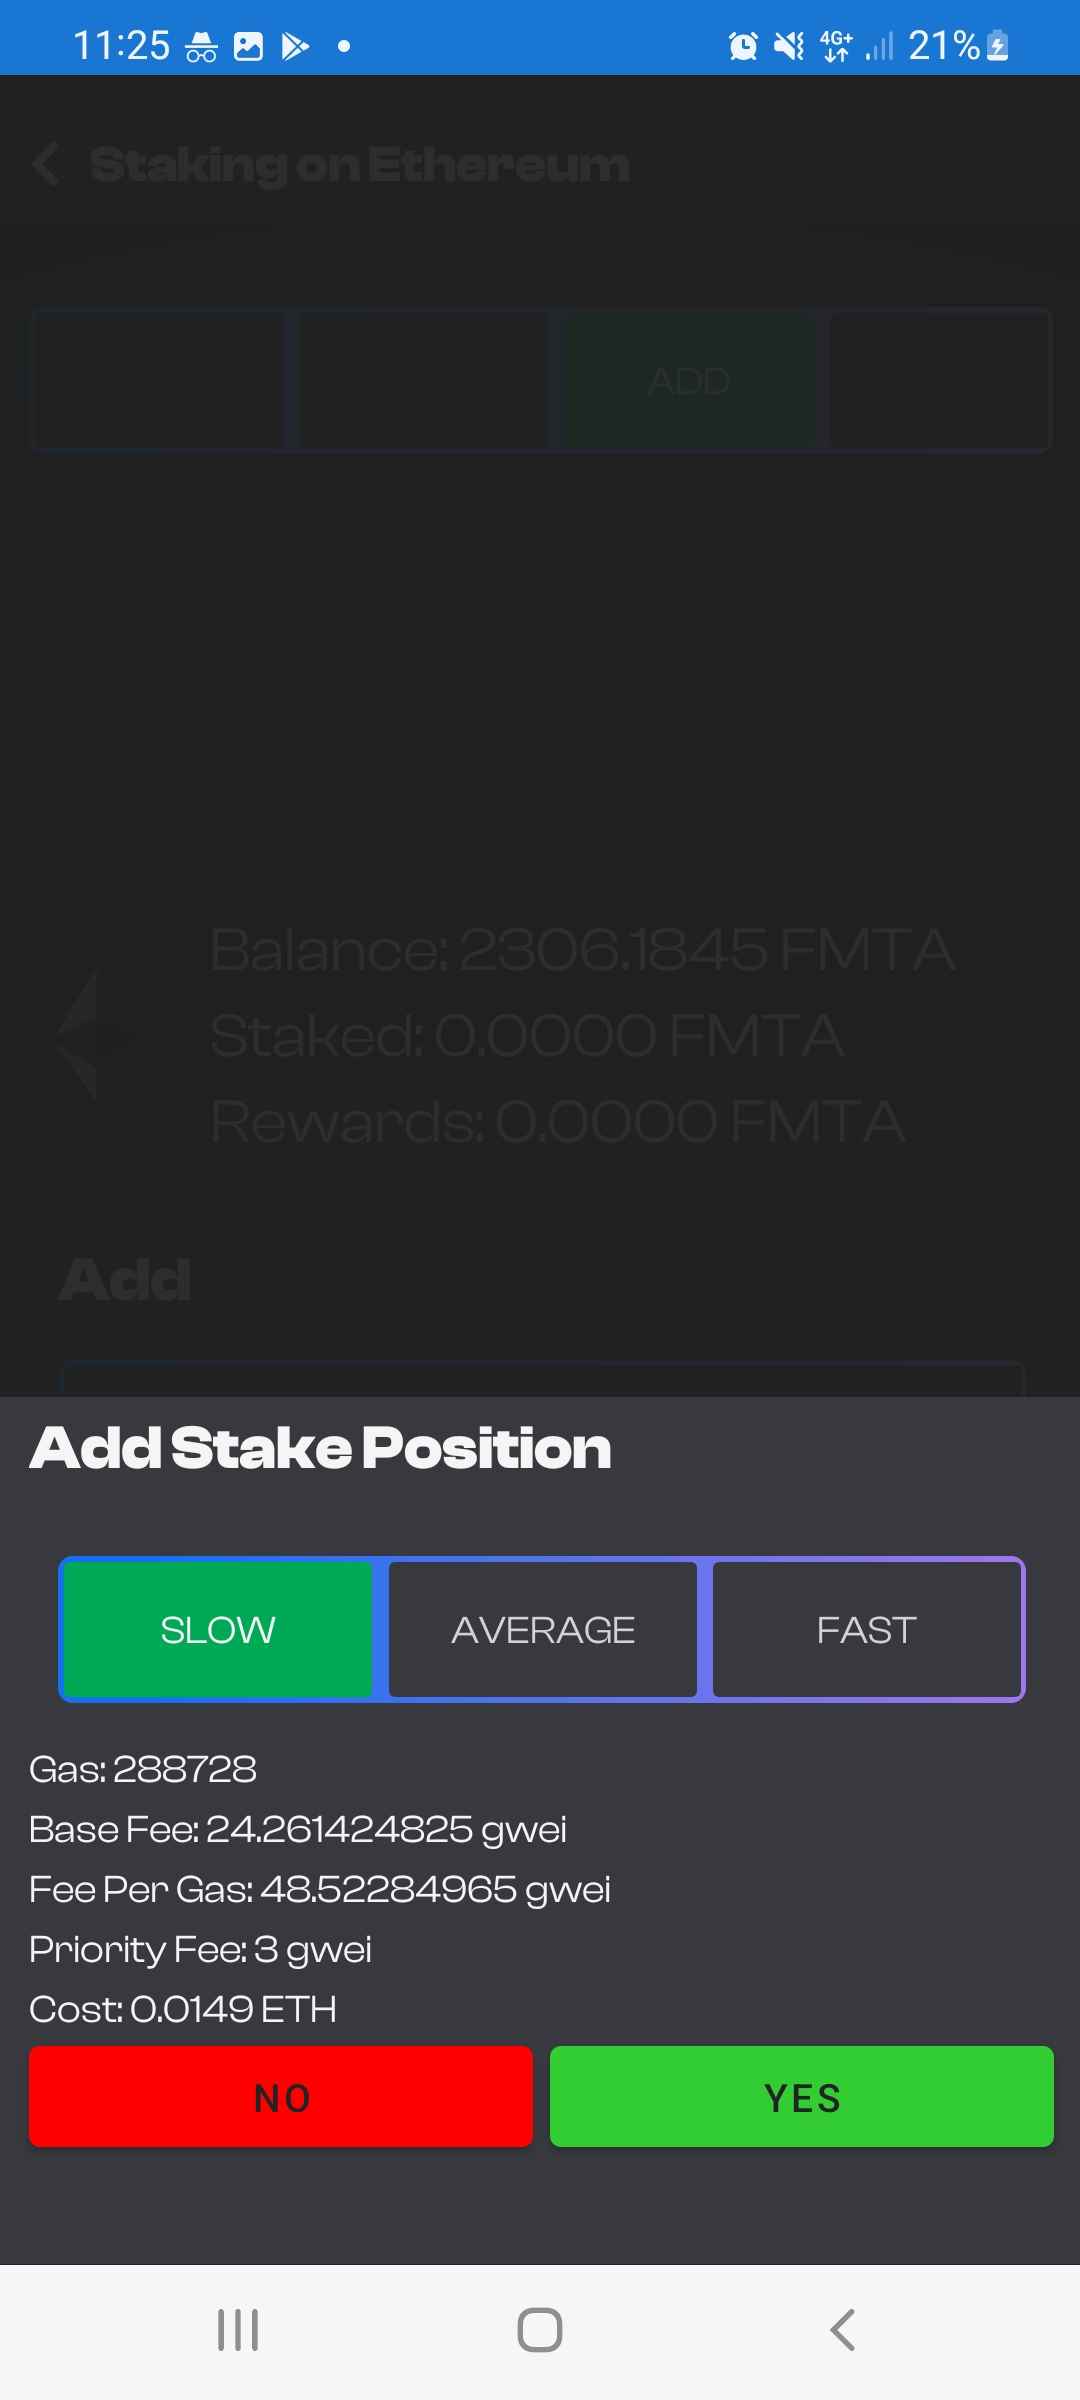 11:25 4G+ 21%
Staking on Ethereum
ADD
Balance: 2306.1845 FMTA
Staked: 0.0000 FMTA
Rewards: 0.0000 FMTA
Add
Add Stake Position
SLOW AVERAGE FAST
Gas: 288728
Base Fee: 24.261424825 gwei
Fee Per Gas: 48.52284965 gwei
Priority Fee: 3 gwei
Cost: 0.0149 ETH
NO YES